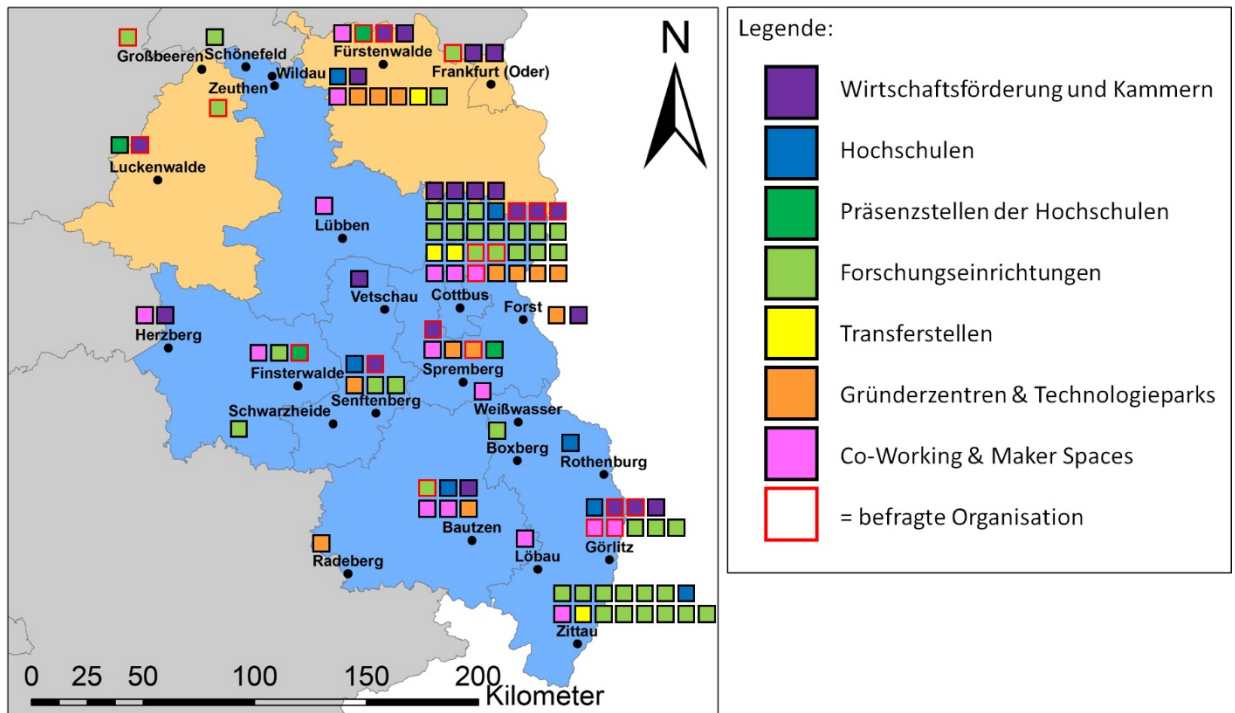 Großbeeren
Schönefeld
Wildau
Zeuthen
Fürstenwalde
Frankfurt (Oder)
N
Luckenwalde
Lübben
Vetschau
Cottbus
Forst
Herzberg
Finsterwalde
Senftenberg
Spremberg
Schwarzheide
Weißwasser
Boxberg
Rothenburg
Bautzen
Görlitz
Radeberg
Löbau
Zittau
0 25 50 100 150 200
Kilometer
Legende:
Wirtschaftsförderung und Kammern
Hochschulen
Präsenzstellen der Hochschulen
Forschungseinrichtungen
Transferstellen
Gründerzentren & Technologieparks
Co-Working & Maker Spaces
= befragte Organisation